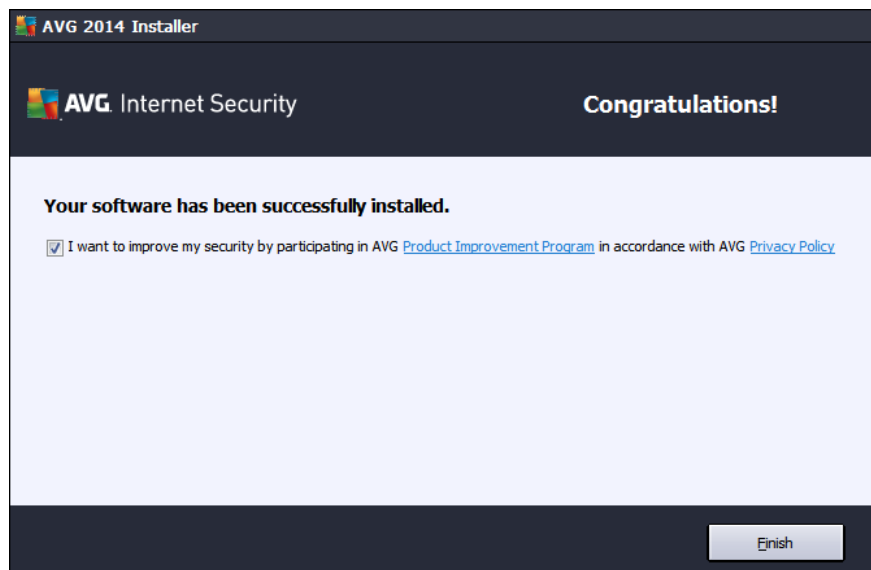 AVG 2014 Installer
AVG. Internet Security
Congratulations!
Your software has been successfully installed.
I want to improve my security by participating in AVG Product Improvement Program in accordance with AVG Privacy Policy
Finish